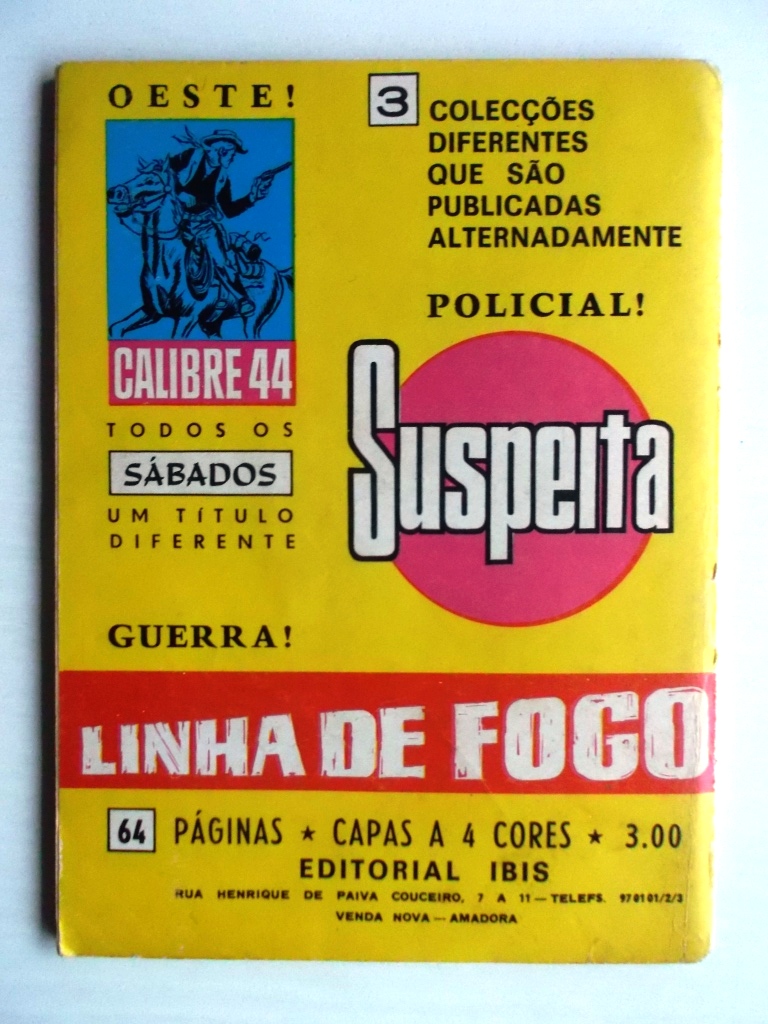 OESTE!
CALIBRE 44
TODOS OS
SÁBADOS
UM TÍTULO
DIFERENTE
3 COLECÇÕES
DIFERENTES
QUE SÃO
PUBLICADAS
ALTERNADAMENTE
POLICIAL!
Suspeita
GUERRA!
LINHA DE FOGO
64 PÁGINAS ★ CAPAS A 4 CORES ★ 3.00
EDITORIAL IBIS
RUA HENRIQUE DE PAIVA COUCEIRO, 7 A 11 — TELEFS. 970101/2/3
VENDA NOVA — AMADORA